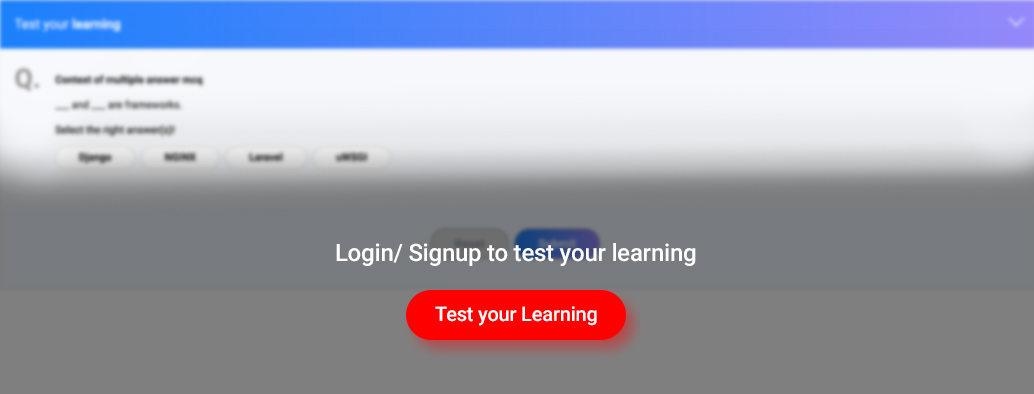 Test your learning
Q.
Context of multiple answer mcq
___ and ___ are frameworks.
Select the right answer(s)!
Django NGINX Laravel uWSGI
Login/ Signup to test your learning
Test your Learning